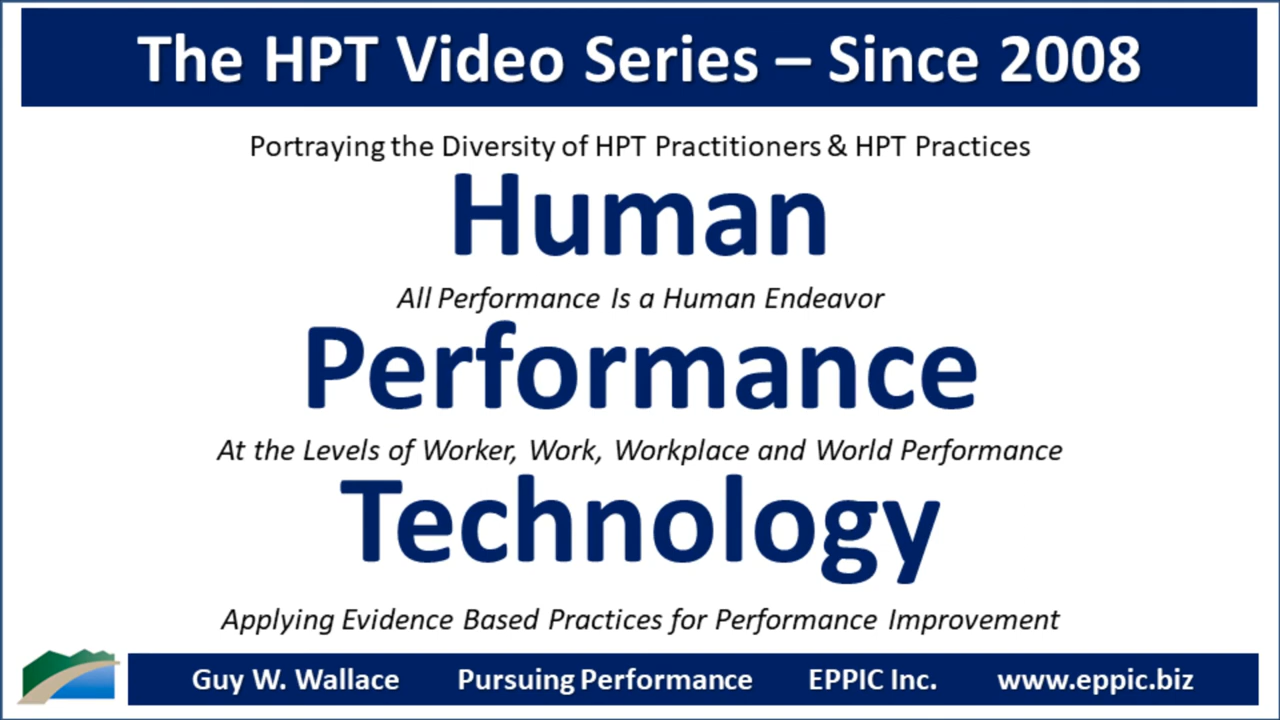 The HPT Video Series – Since 2008
Portraying the Diversity of HPT Practitioners & HPT Practices
Human
All Performance Is a Human Endeavor
Performance
At the Levels of Worker, Work, Workplace and World Performance
Technology
Applying Evidence Based Practices for Performance Improvement
Guy W. Wallace Pursuing Performance EPPIC Inc. www.eppic.biz